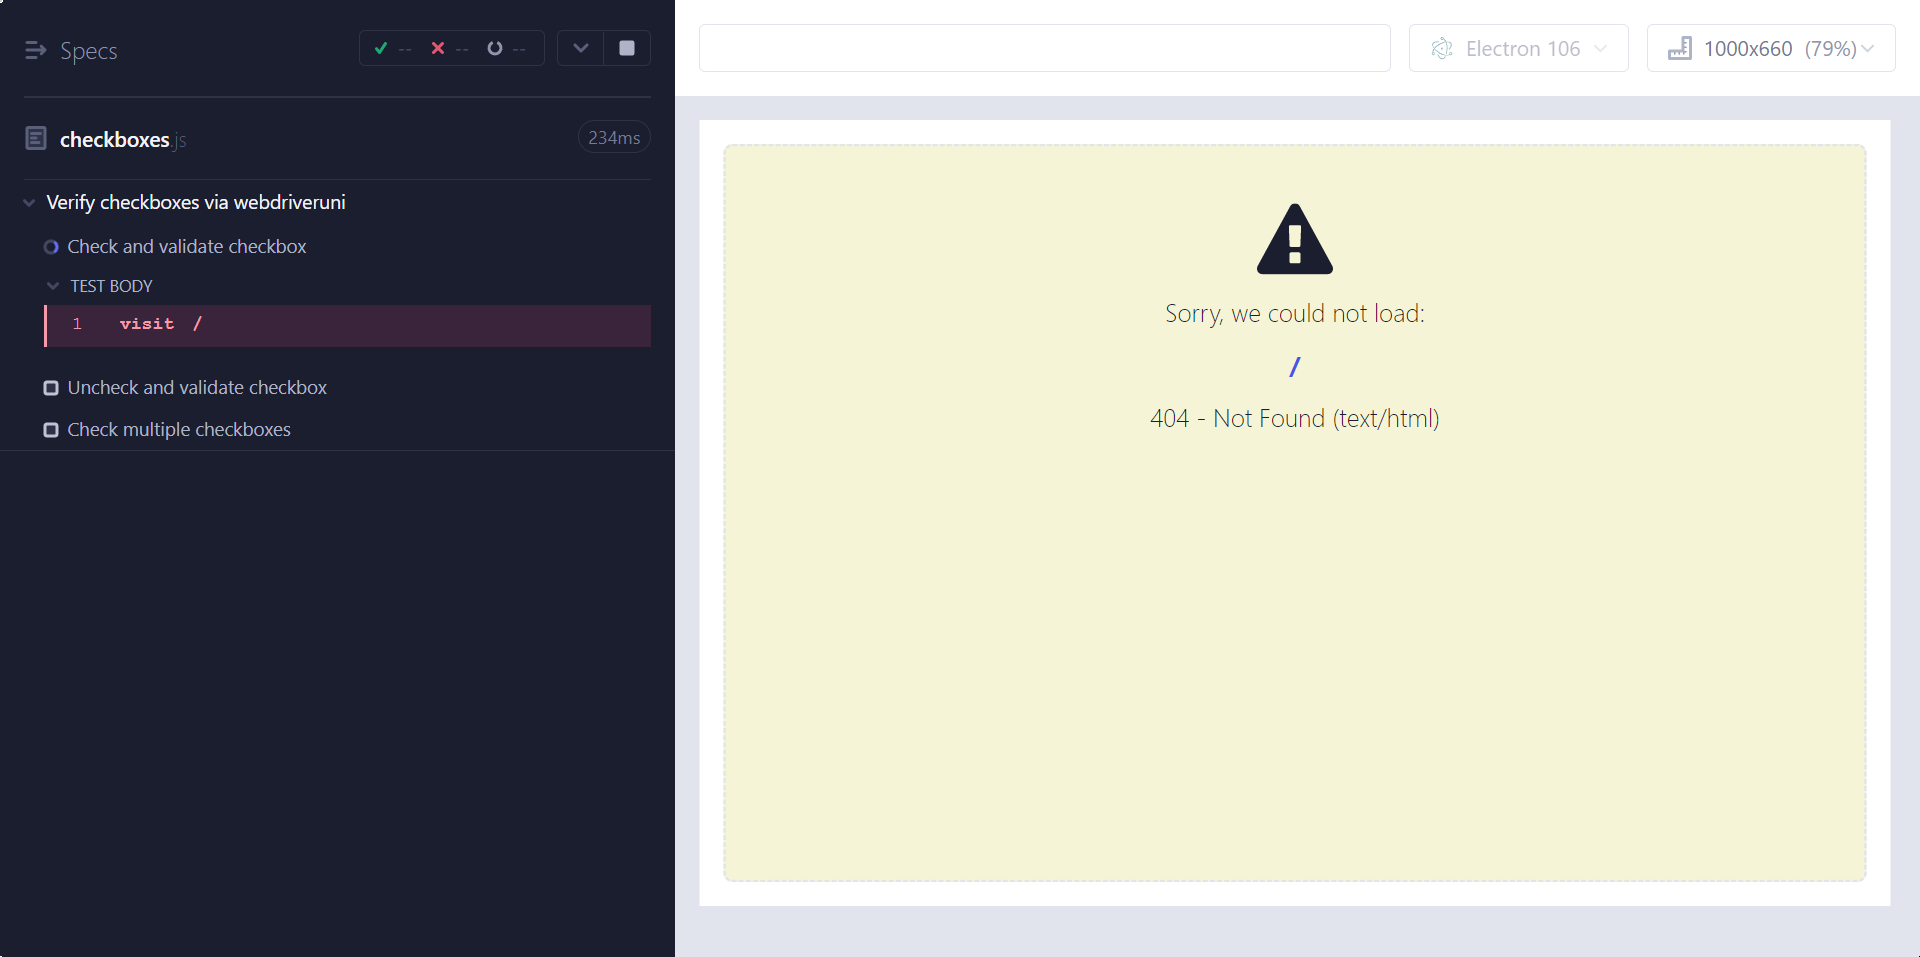 Specs
-- -- --
checkboxes.js
234ms
Verify checkboxes via webdriveruni
Check and validate checkbox
TEST BODY
1 visit /
Uncheck and validate checkbox
Check multiple checkboxes
Electron 106
1000x660 (79%)
Sorry, we could not load:
/
404 - Not Found (text/html)